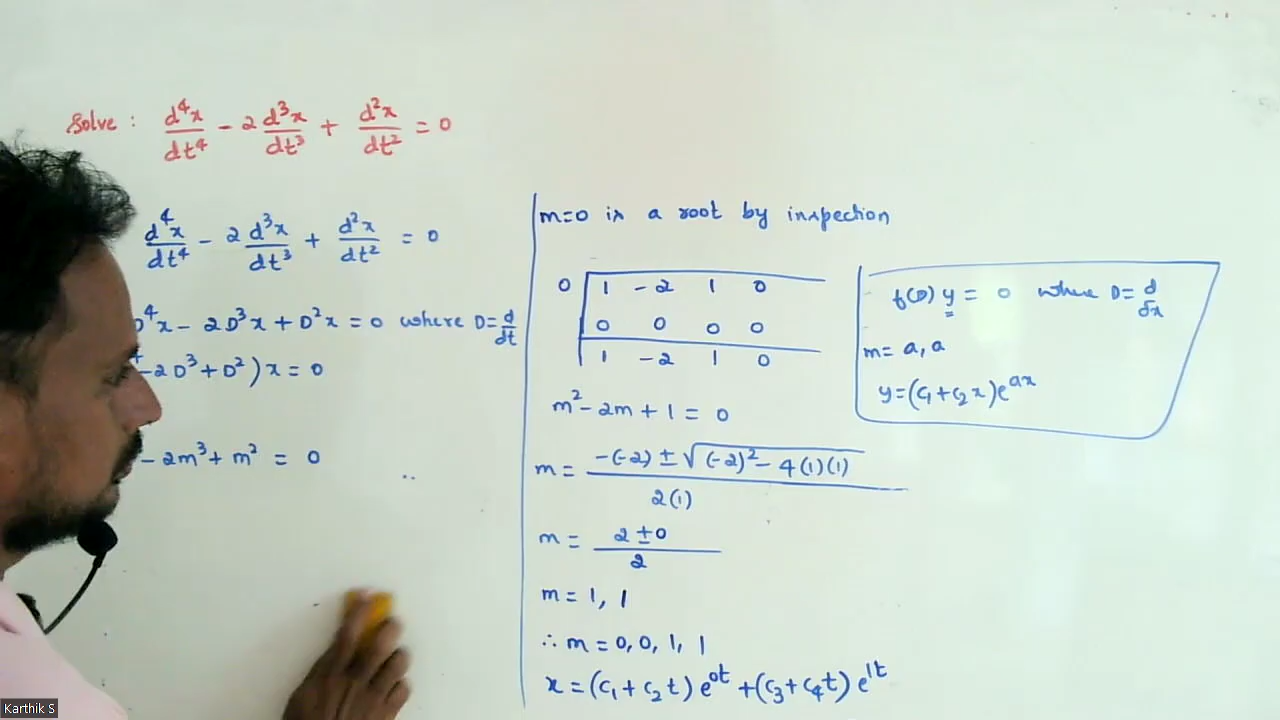 Solve : d⁴x/dt⁴ - 2 d³x/dt³ + d²x/dt² = 0
d⁴x/dt⁴ - 2 d³x/dt³ + d²x/dt² = 0
D⁴x - 2D³x + D²x = 0 where D = d/dt
- 2D³ + D²)x = 0
- 2m³ + m² = 0
m=0 is a root by inspection
0 1 -2 1 0
0 0 0 0
1 -2 1 0
m² - 2m + 1 = 0
m = -(-2) ± √(-2)² - 4(1)(1) / 2(1)
m = 2 ± 0 / 2
m = 1, 1
∴ m = 0, 0, 1, 1
x = (c₁ + c₂t) e⁰ᵗ + (c₃ + c₄t) e¹ᵗ
f(D) y = 0 where D = d/dx
m = a, a
y = (c₁ + c₂x) eᵃˣ
Karthik S